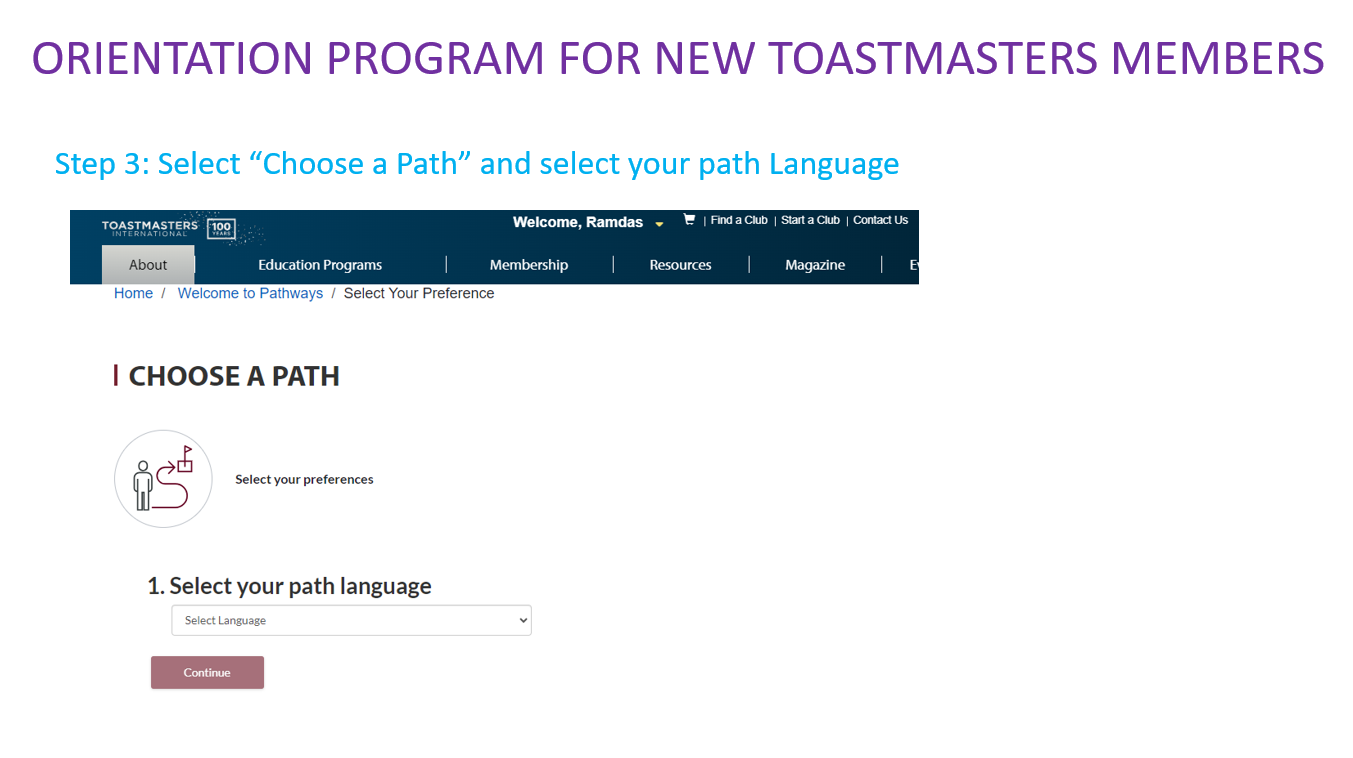 ORIENTATION PROGRAM FOR NEW TOASTMASTERS MEMBERS
Step 3: Select “Choose a Path” and select your path Language
TOASTMASTERS
INTERNATIONAL
100
YEARS
Welcome, Ramdas
| Find a Club | Start a Club | Contact Us
About | Education Programs | Membership | Resources | Magazine |
Home / Welcome to Pathways / Select Your Preference
CHOOSE A PATH
Select your preferences
1. Select your path language
Select Language
Continue